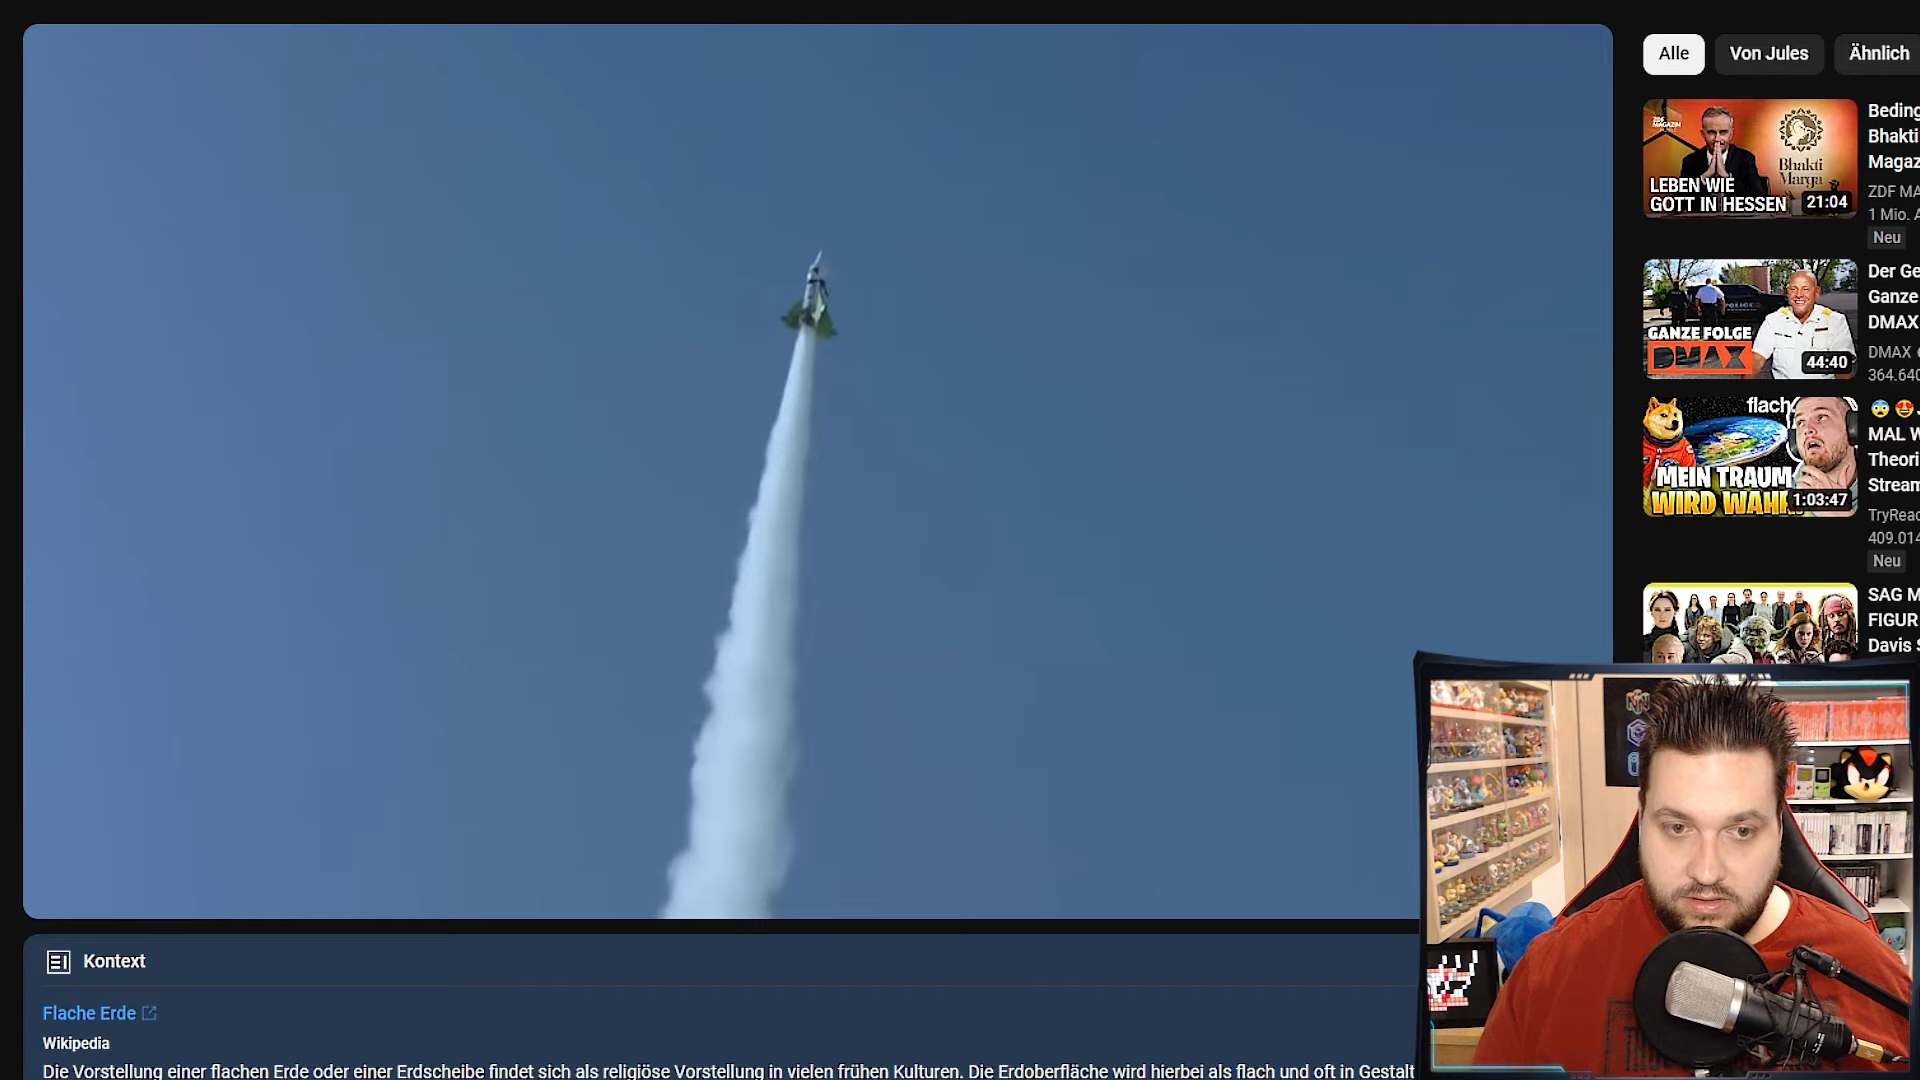 Alle
Von Jules
Ähnlich
ZDF
MAGAZIN
Bhakti
Marga
LEBEN WIE
GOTT IN HESSEN
21:04
Beding
Bhakti
Magaz
ZDF MA
1 Mio. A
Neu
POLICE
GANZE FOLGE
DMAX
44:40
Der Ge
Ganze
DMAX
DMAX
364.640
flach
MEIN TRAUM
WIRD WAHR
1:03:47
MAL W
Theori
Stream
TryReac
409.014
Neu
SAG M
FIGUR
Davis S
Kontext
Flache Erde
Wikipedia
Die Vorstellung einer flachen Erde oder einer Erdscheibe findet sich als religiöse Vorstellung in vielen frühen Kulturen. Die Erdoberfläche wird hierbei als flach und oft in Gestalt